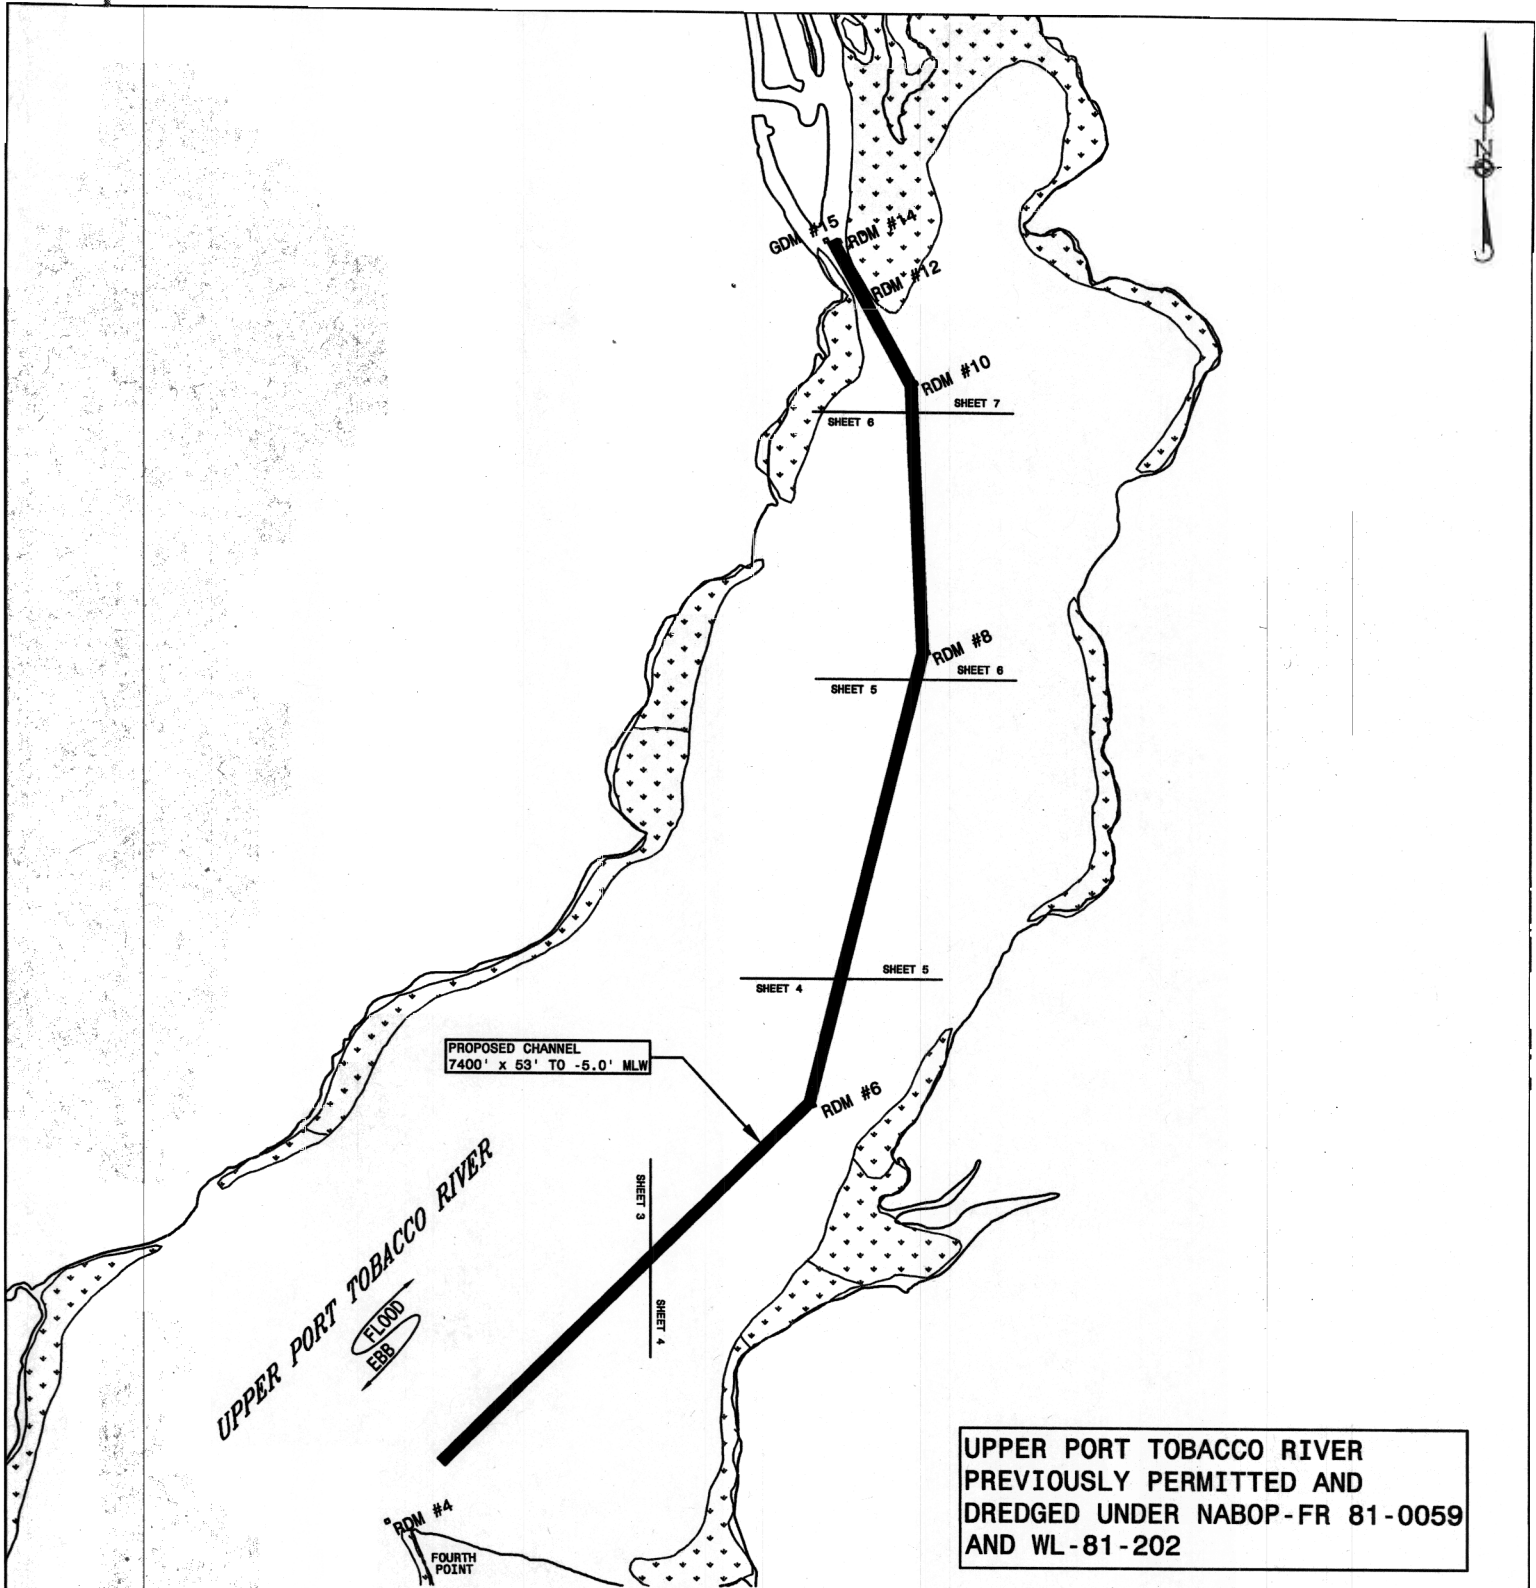 N
GDM #15
RDM #14
RDM #12
RDM #10
SHEET 7
SHEET 6
RDM #8
SHEET 6
SHEET 5
SHEET 5
SHEET 4
PROPOSED CHANNEL
7400' x 53' TO -5.0' MLW
RDM #6
SHEET 3
SHEET 4
UPPER PORT TOBACCO RIVER
FLOOD
EBB
RDM #4
FOURTH
POINT
UPPER PORT TOBACCO RIVER
PREVIOUSLY PERMITTED AND
DREDGED UNDER NABOP-FR 81-0059
AND WL-81-202